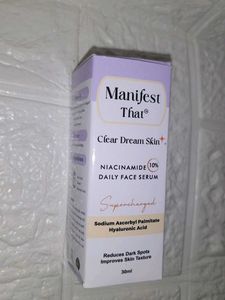 Manifest
That®
Clear Dream Skin
NIACINAMIDE 10%
DAILY FACE SERUM
Supercharged
Sodium Ascorbyl Palmitate
Hyaluronic Acid
Reduces Dark Spots
Improves Skin Texture
30ml